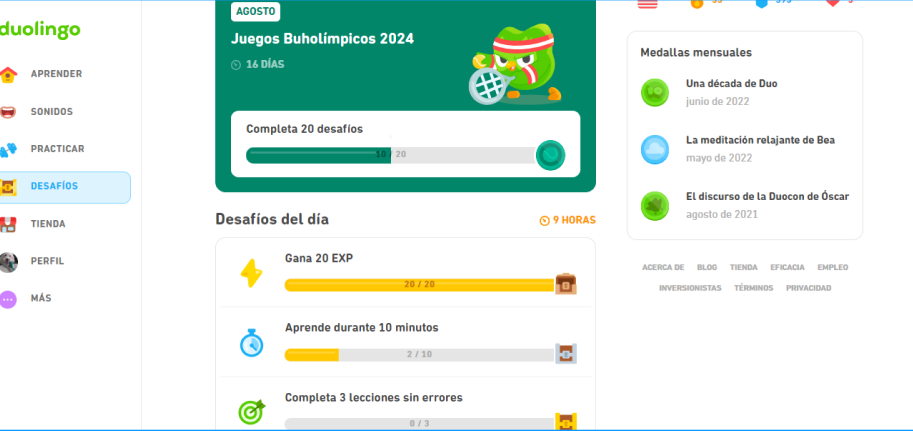 duolingo
APRENDER
SONIDOS
PRACTICAR
DESAFÍOS
TIENDA
PERFIL
MÁS
AGOSTO
Juegos Buholímpicos 2024
16 DÍAS
Completa 20 desafíos
10 / 20
Desafíos del día
9 HORAS
Gana 20 EXP
20 / 20
Aprende durante 10 minutos
2 / 10
Completa 3 lecciones sin errores
0 / 3
Medallas mensuales
Una década de Duo
junio de 2022
La meditación relajante de Bea
mayo de 2022
El discurso de la Duocon de Óscar
agosto de 2021
ACERCA DE BLOG TIENDA EFICACIA EMPLEO
INVERSIONISTAS TÉRMINOS PRIVACIDAD